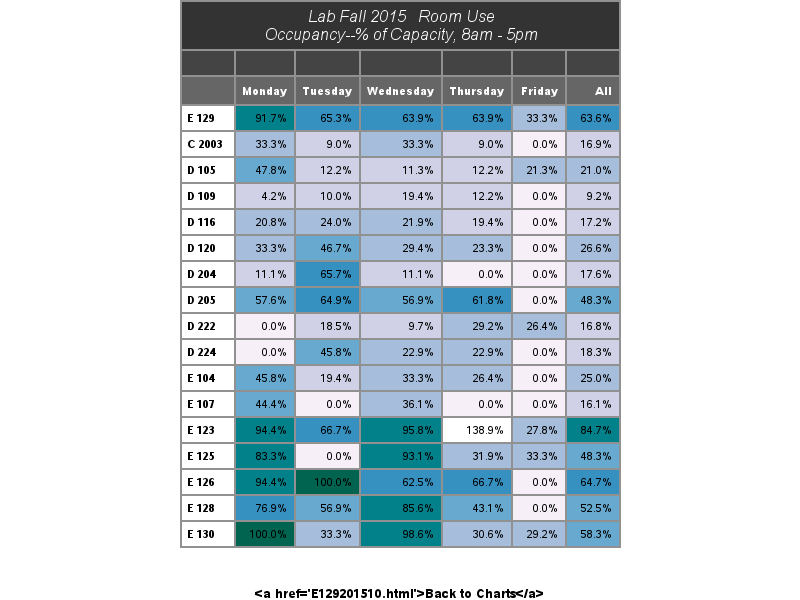 Lab Fall 2015 Room Use
Occupancy--% of Capacity, 8am - 5pm
Monday Tuesday Wednesday Thursday Friday All
E 129 91.7% 65.3% 63.9% 63.9% 33.3% 63.6%
C 2003 33.3% 9.0% 33.3% 9.0% 0.0% 16.9%
D 105 47.8% 12.2% 11.3% 12.2% 21.3% 21.0%
D 109 4.2% 10.0% 19.4% 12.2% 0.0% 9.2%
D 116 20.8% 24.0% 21.9% 19.4% 0.0% 17.2%
D 120 33.3% 46.7% 29.4% 23.3% 0.0% 26.6%
D 204 11.1% 65.7% 11.1% 0.0% 0.0% 17.6%
D 205 57.6% 64.9% 56.9% 61.8% 0.0% 48.3%
D 222 0.0% 18.5% 9.7% 29.2% 26.4% 16.8%
D 224 0.0% 45.8% 22.9% 22.9% 0.0% 18.3%
E 104 45.8% 19.4% 33.3% 26.4% 0.0% 25.0%
E 107 44.4% 0.0% 36.1% 0.0% 0.0% 16.1%
E 123 94.4% 66.7% 95.8% 138.9% 27.8% 84.7%
E 125 83.3% 0.0% 93.1% 31.9% 33.3% 48.3%
E 126 94.4% 100.0% 62.5% 66.7% 0.0% 64.7%
E 128 76.9% 56.9% 85.6% 43.1% 0.0% 52.5%
E 130 100.0% 33.3% 98.6% 30.6% 29.2% 58.3%
<a href='E129201510.html'>Back to Charts</a>